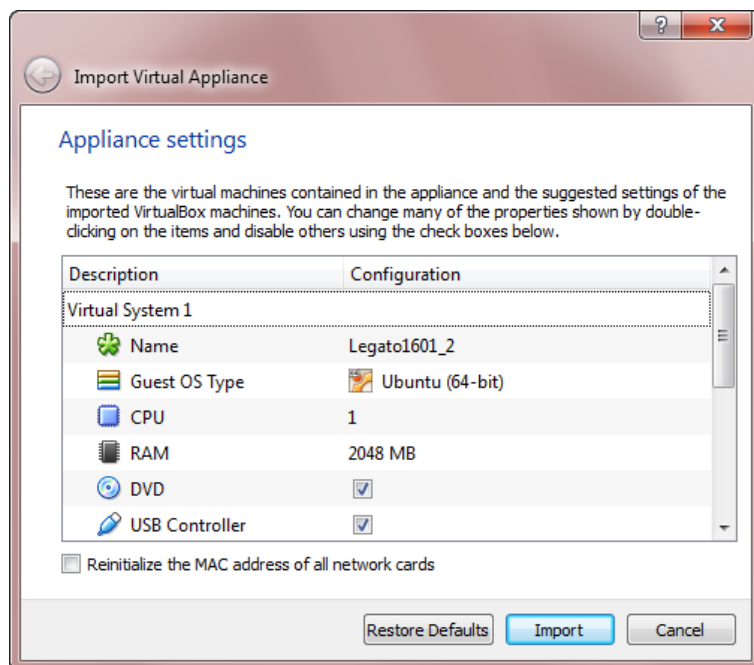 ?
X
Import Virtual Appliance
Appliance settings
These are the virtual machines contained in the appliance and the suggested settings of the
imported VirtualBox machines. You can change many of the properties shown by double-
clicking on the items and disable others using the check boxes below.
Description Configuration
Virtual System 1
Name Legato1601_2
Guest OS Type Ubuntu (64-bit)
CPU 1
RAM 2048 MB
DVD
USB Controller
Reinitialize the MAC address of all network cards
Restore Defaults Import Cancel